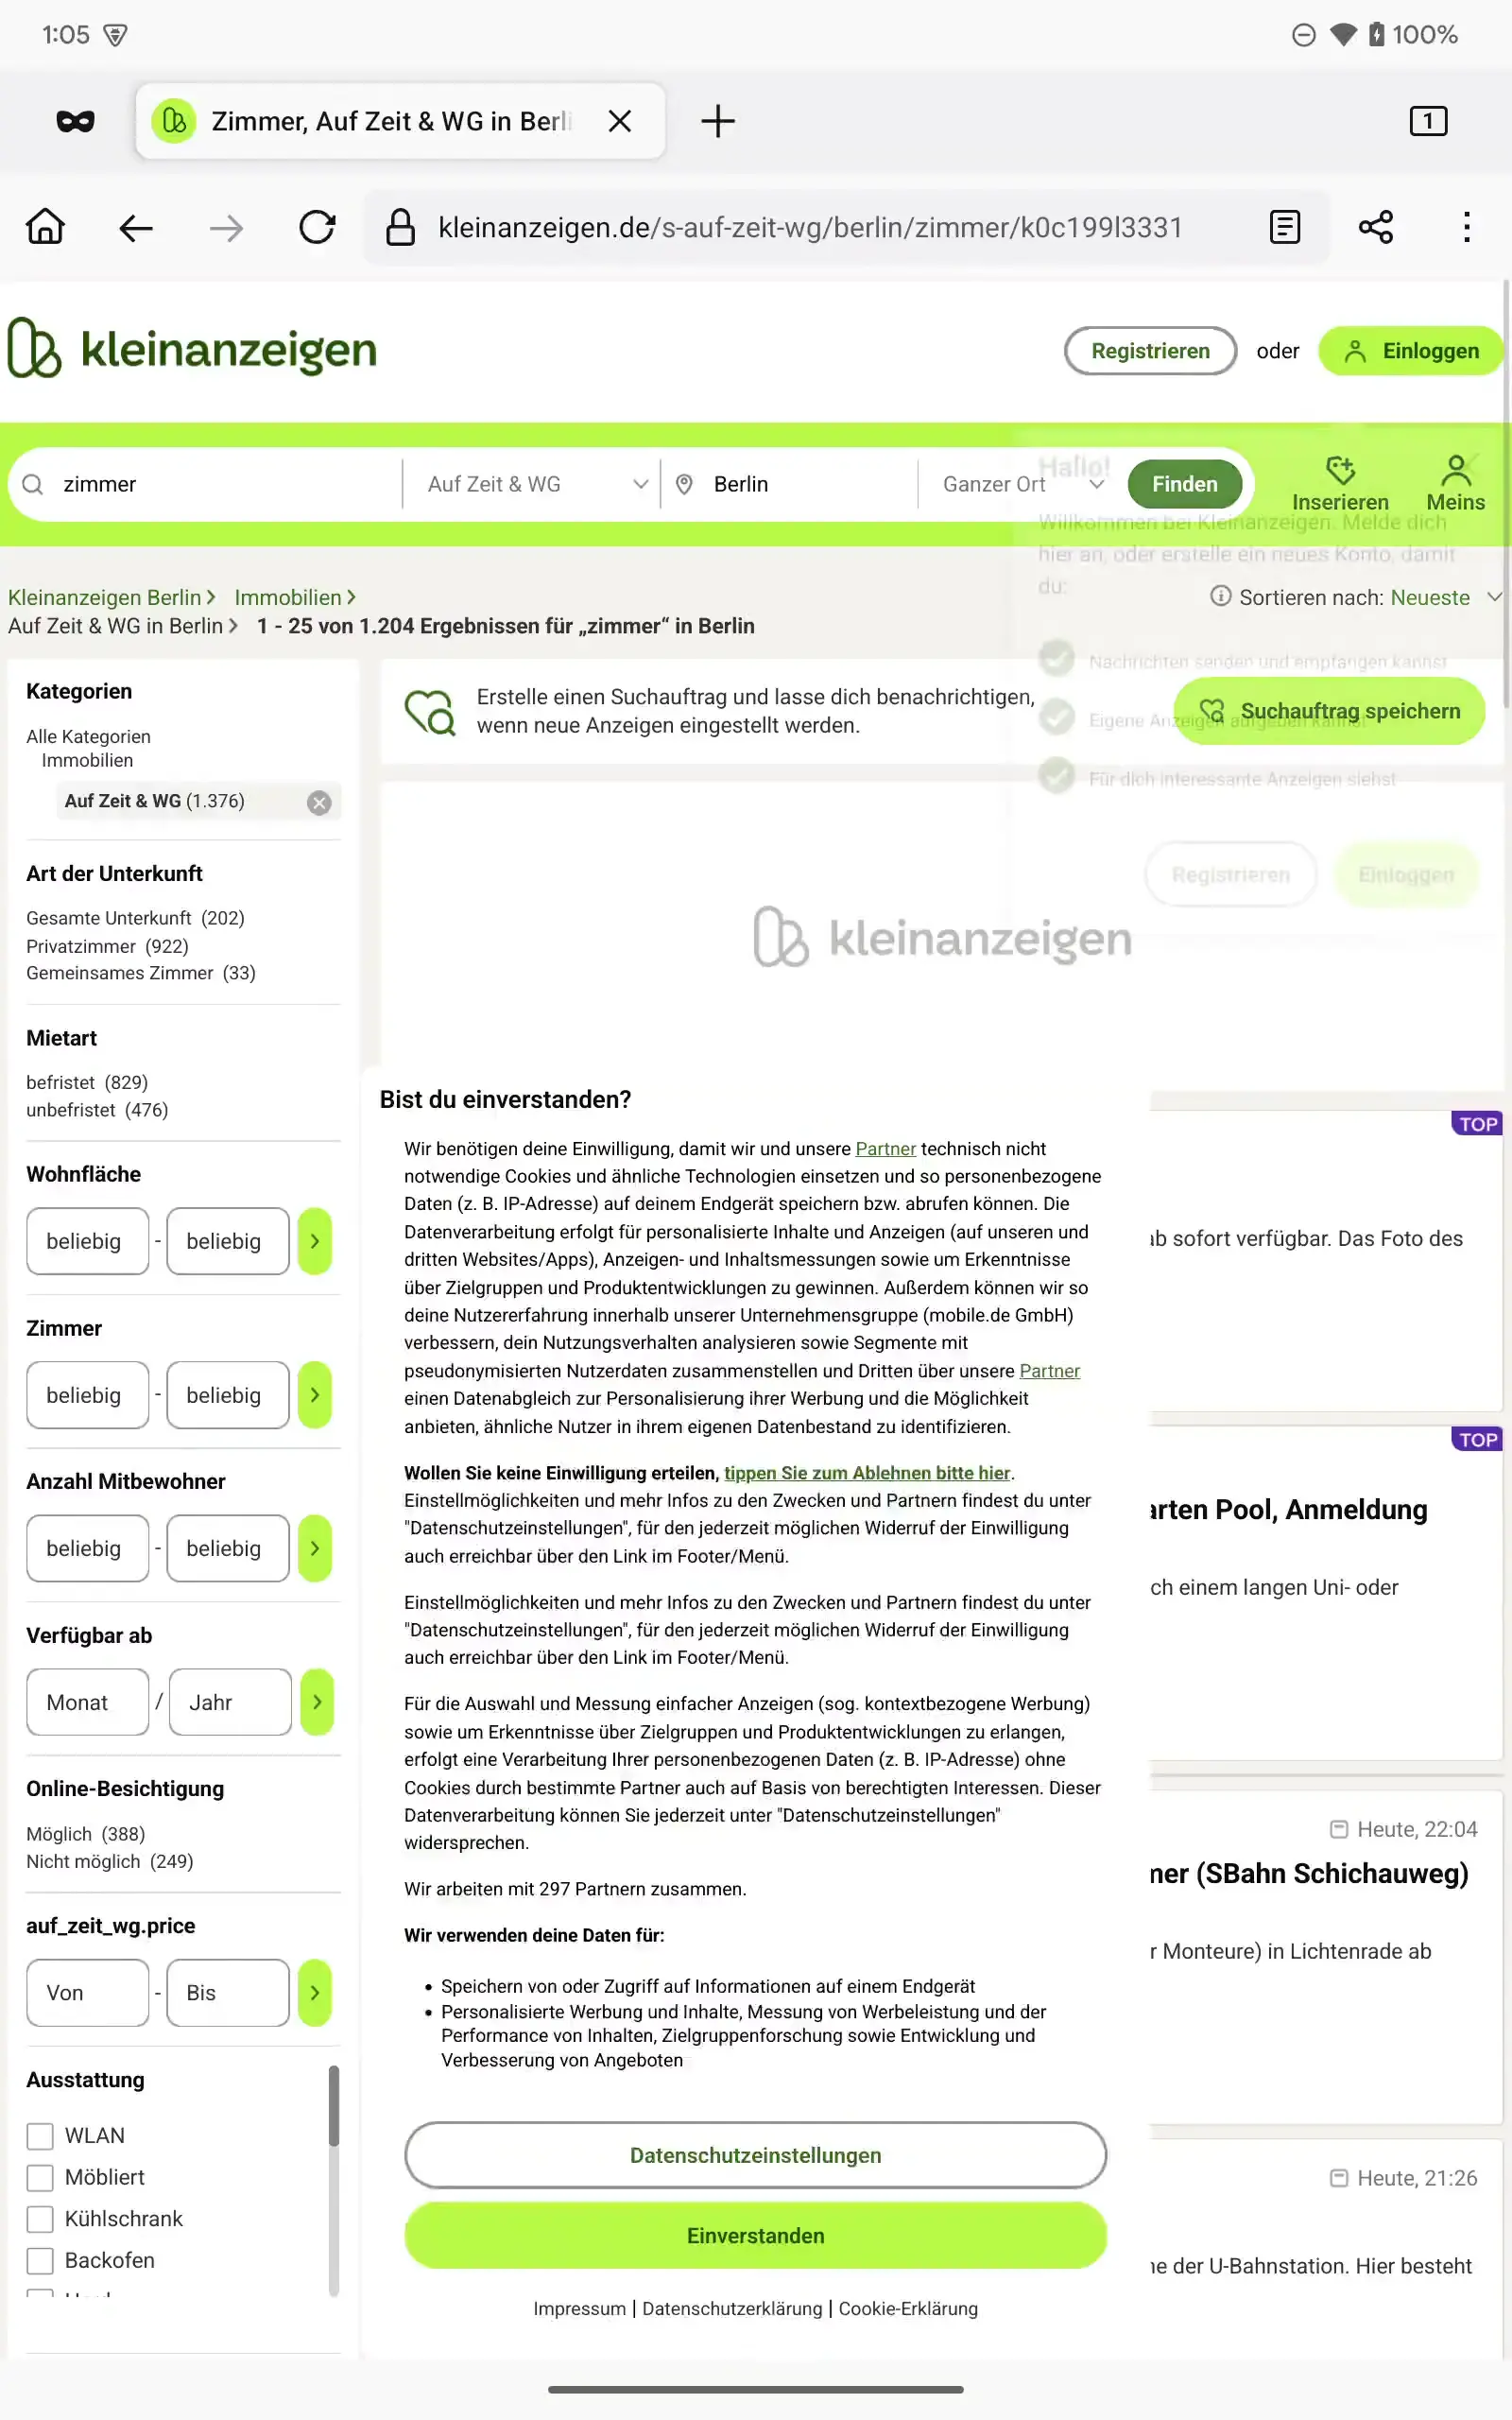 1:05
100%
Zimmer, Auf Zeit & WG in Berli
1
kleinanzeigen.de/s-auf-zeit-wg/berlin/zimmer/k0c199l3331
kleinanzeigen
Registrieren oder Einloggen
zimmer
Auf Zeit & WG
Berlin
Ganzer Ort
Finden
Inserieren
Meins
Hallo!
Willkommen bei Kleinanzeigen. Melde dich
hier an, oder erstelle ein neues Konto, damit
du:
Nachrichten senden und empfangen kannst
Eigene Anzeigen aufgeben kannst
Für dich interessante Anzeigen siehst
Registrieren
Einloggen
Kleinanzeigen Berlin Immobilien
Auf Zeit & WG in Berlin 1 - 25 von 1.204 Ergebnissen für „zimmer“ in Berlin
Sortieren nach: Neueste
Kategorien
Alle Kategorien
Immobilien
Auf Zeit & WG (1.376)
Art der Unterkunft
Gesamte Unterkunft (202)
Privatzimmer (922)
Gemeinsames Zimmer (33)
Mietart
befristet (829)
unbefristet (476)
Wohnfläche
beliebig - beliebig
Zimmer
beliebig - beliebig
Anzahl Mitbewohner
beliebig - beliebig
Verfügbar ab
Monat / Jahr
Online-Besichtigung
Möglich (388)
Nicht möglich (249)
auf_zeit_wg.price
Von - Bis
Ausstattung
WLAN
Möbliert
Kühlschrank
Backofen
Erstelle einen Suchauftrag und lasse dich benachrichtigen,
wenn neue Anzeigen eingestellt werden.
Suchauftrag speichern
kleinanzeigen
Bist du einverstanden?
Wir benötigen deine Einwilligung, damit wir und unsere Partner technisch nicht
notwendige Cookies und ähnliche Technologien einsetzen und so personenbezogene
Daten (z. B. IP-Adresse) auf deinem Endgerät speichern bzw. abrufen können. Die
Datenverarbeitung erfolgt für personalisierte Inhalte und Anzeigen (auf unseren und
dritten Websites/Apps), Anzeigen- und Inhaltsmessungen sowie um Erkenntnisse
über Zielgruppen und Produktentwicklungen zu gewinnen. Außerdem können wir so
deine Nutzererfahrung innerhalb unserer Unternehmensgruppe (mobile.de GmbH)
verbessern, dein Nutzungsverhalten analysieren sowie Segmente mit
pseudonymisierten Nutzerdaten zusammenstellen und Dritten über unsere Partner
einen Datenabgleich zur Personalisierung ihrer Werbung und die Möglichkeit
anbieten, ähnliche Nutzer in ihrem eigenen Datenbestand zu identifizieren.
Wollen Sie keine Einwilligung erteilen, tippen Sie zum Ablehnen bitte hier.
Einstellmöglichkeiten und mehr Infos zu den Zwecken und Partnern findest du unter
"Datenschutzeinstellungen", für den jederzeit möglichen Widerruf der Einwilligung
auch erreichbar über den Link im Footer/Menü.
Einstellmöglichkeiten und mehr Infos zu den Zwecken und Partnern findest du unter
"Datenschutzeinstellungen", für den jederzeit möglichen Widerruf der Einwilligung
auch erreichbar über den Link im Footer/Menü.
Für die Auswahl und Messung einfacher Anzeigen (sog. kontextbezogene Werbung)
sowie um Erkenntnisse über Zielgruppen und Produktentwicklungen zu erlangen,
erfolgt eine Verarbeitung Ihrer personenbezogenen Daten (z. B. IP-Adresse) ohne
Cookies durch bestimmte Partner auch auf Basis von berechtigten Interessen. Dieser
Datenverarbeitung können Sie jederzeit unter "Datenschutzeinstellungen"
widersprechen.
Wir arbeiten mit 297 Partnern zusammen.
Wir verwenden deine Daten für:
• Speichern von oder Zugriff auf Informationen auf einem Endgerät
• Personalisierte Werbung und Inhalte, Messung von Werbeleistung und der
Performance von Inhalten, Zielgruppenforschung sowie Entwicklung und
Verbesserung von Angeboten
Datenschutzeinstellungen
Einverstanden
Impressum | Datenschutzerklärung | Cookie-Erklärung
TOP
ab sofort verfügbar. Das Foto des
TOP
arten Pool, Anmeldung
ch einem langen Uni- oder
Heute, 22:04
mer (SBahn Schichauweg)
r Monteure) in Lichtenrade ab
Heute, 21:26
he der U-Bahnstation. Hier besteht